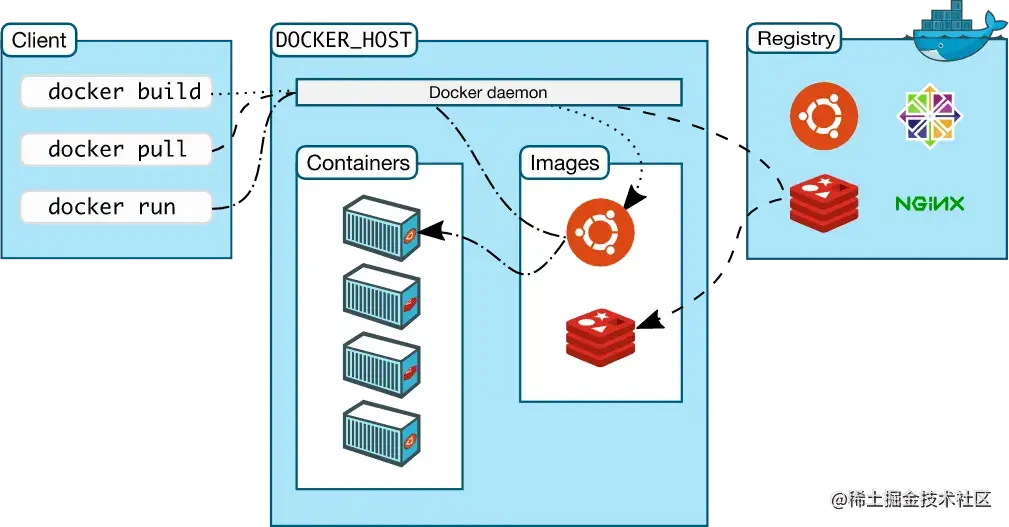 Client
docker build
docker pull
docker run
DOCKER_HOST
Docker daemon
Containers
Images
Registry
NGINX
@稀土掘金技术社区